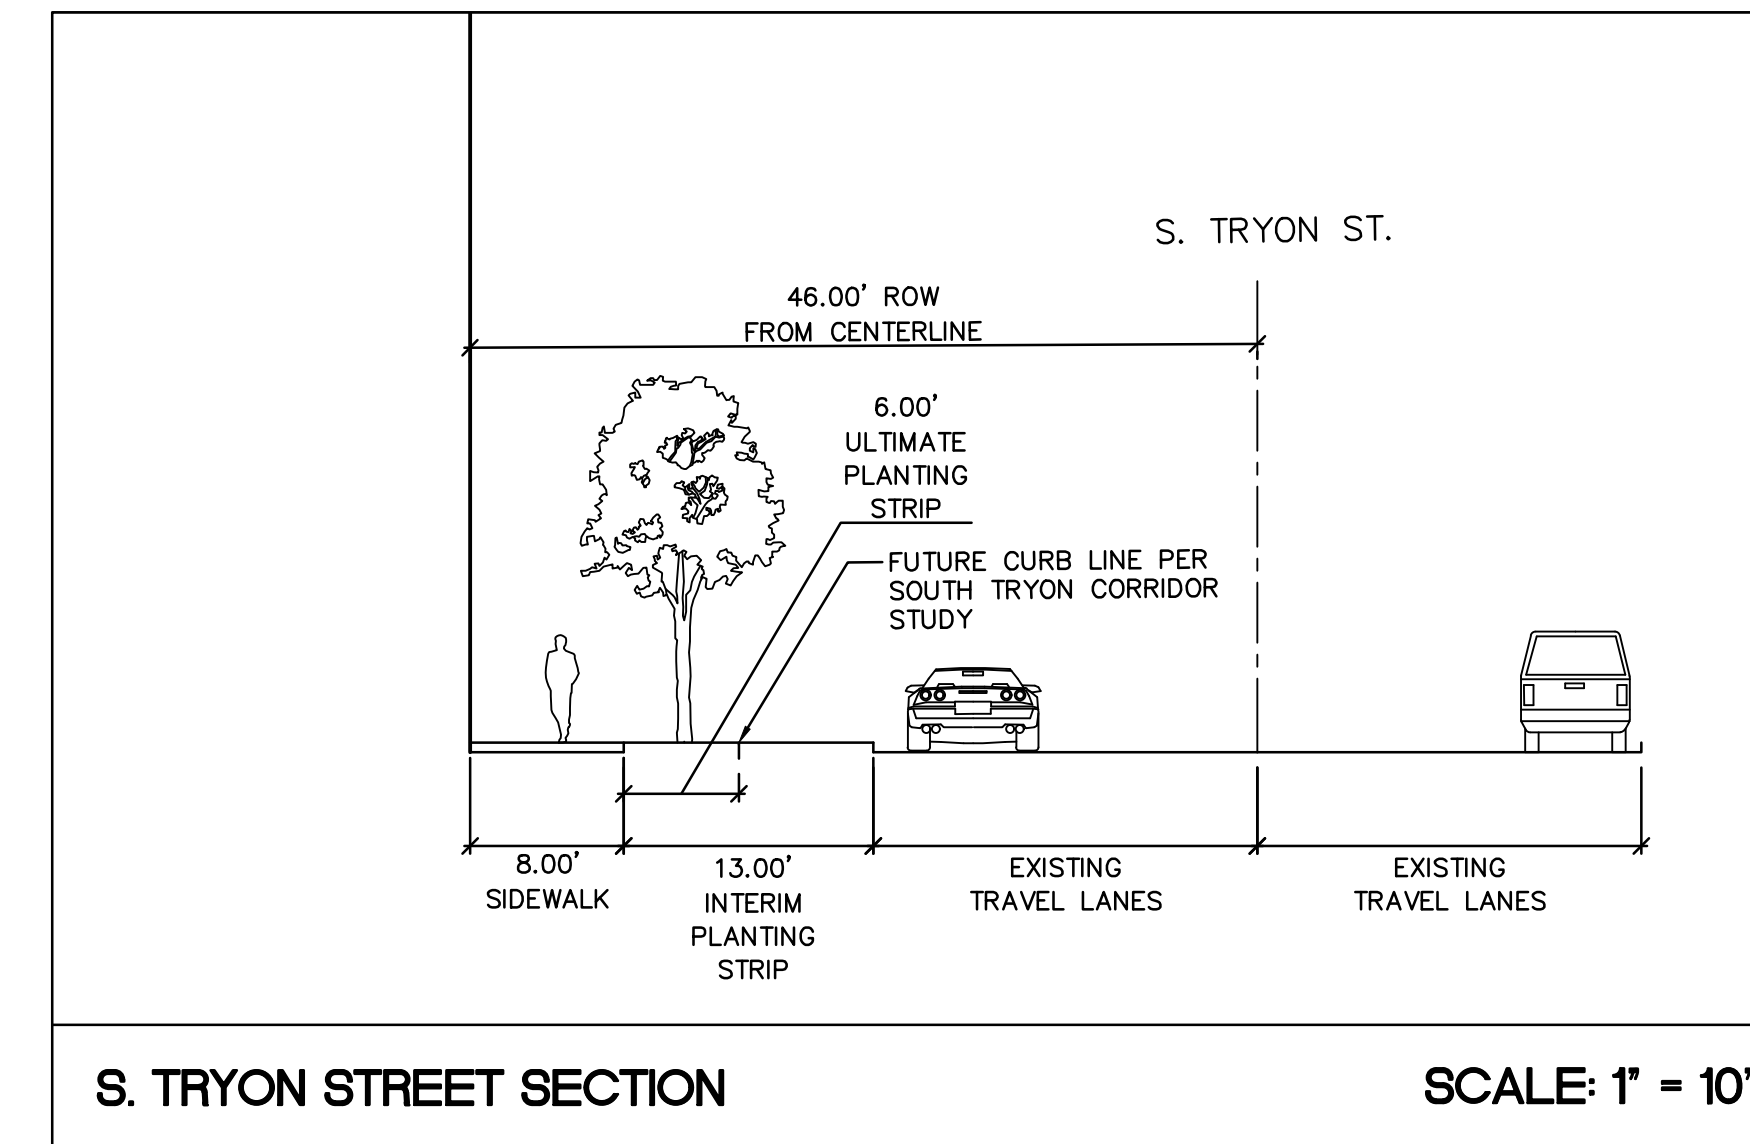 S. TRYON ST.
46.00' ROW
FROM CENTERLINE
6.00'
ULTIMATE
PLANTING
STRIP
FUTURE CURB LINE PER
SOUTH TRYON CORRIDOR
STUDY
8.00'
SIDEWALK
13.00'
INTERIM
PLANTING
STRIP
EXISTING
TRAVEL LANES
EXISTING
TRAVEL LANES
S. TRYON STREET SECTION
SCALE: 1" = 10'